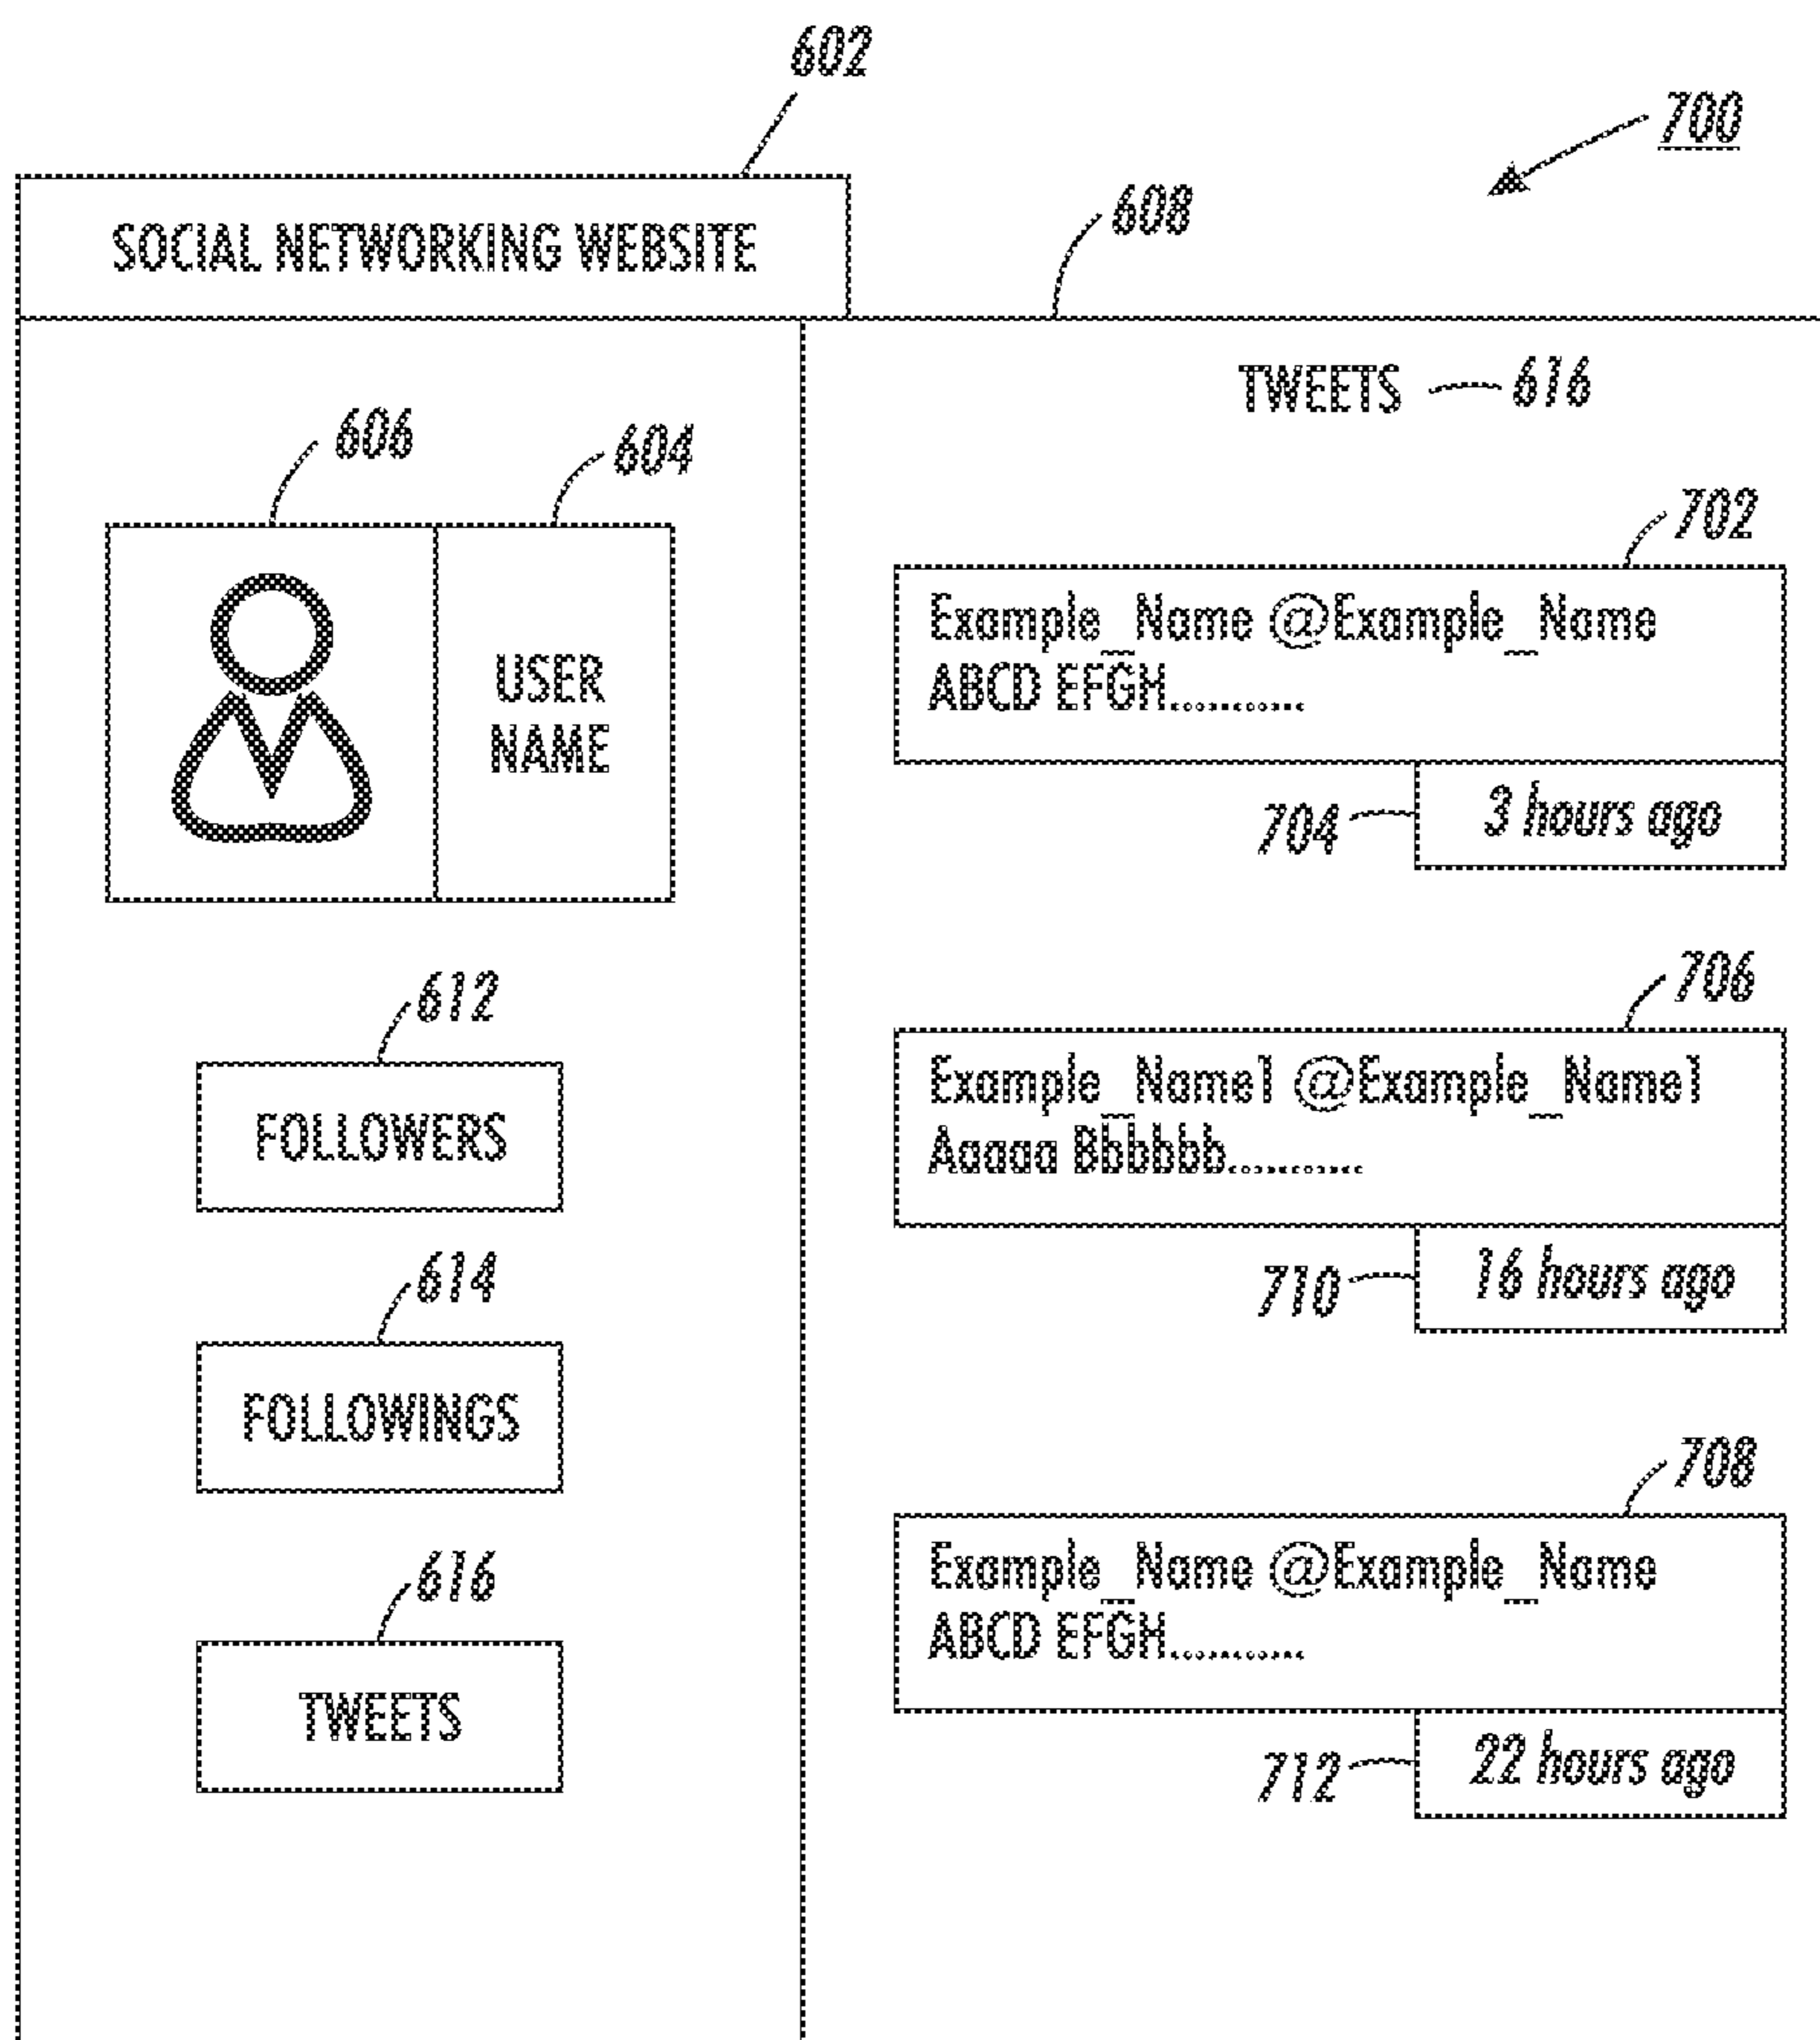 602
700
608
SOCIAL NETWORKING WEBSITE
606
604
USER
NAME
612
FOLLOWERS
614
FOLLOWINGS
616
TWEETS
TWEETS 616
702
Example_Name @Example_Name
ABCD EFGH...........
704
3 hours ago
706
Example_Name1 @Example_Name1
Aaaaa Bbbbbb...........
710
16 hours ago
708
Example_Name @Example_Name
ABCD EFGH...........
712
22 hours ago